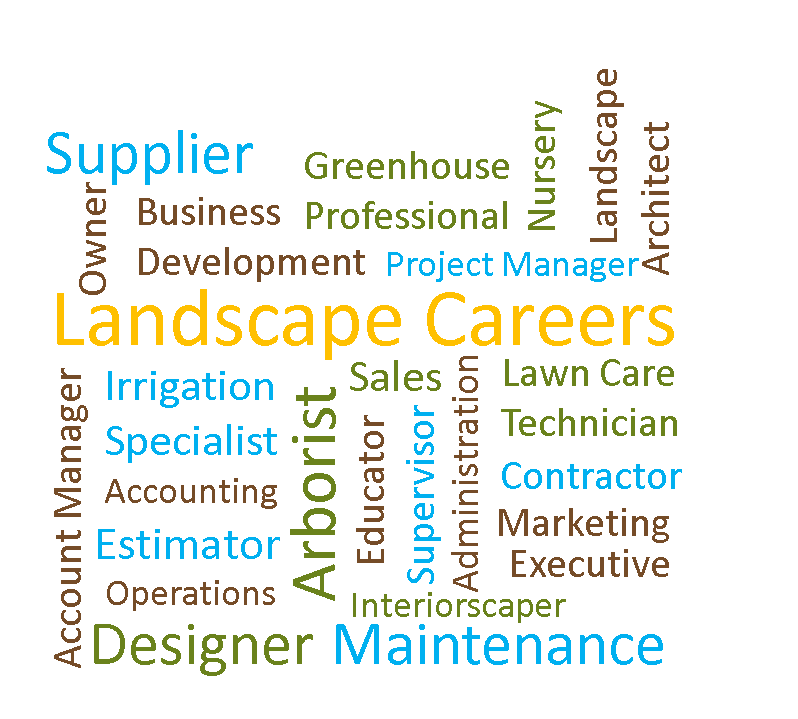 Supplier
Owner
Business
Development
Greenhouse
Professional
Nursery
Landscape
Architect
Project Manager
Landscape Careers
Account Manager
Irrigation
Specialist
Accounting
Estimator
Operations
Arborist
Sales
Educator
Supervisor
Administration
Lawn Care
Technician
Contractor
Marketing
Executive
Interiorscaper
Designer
Maintenance